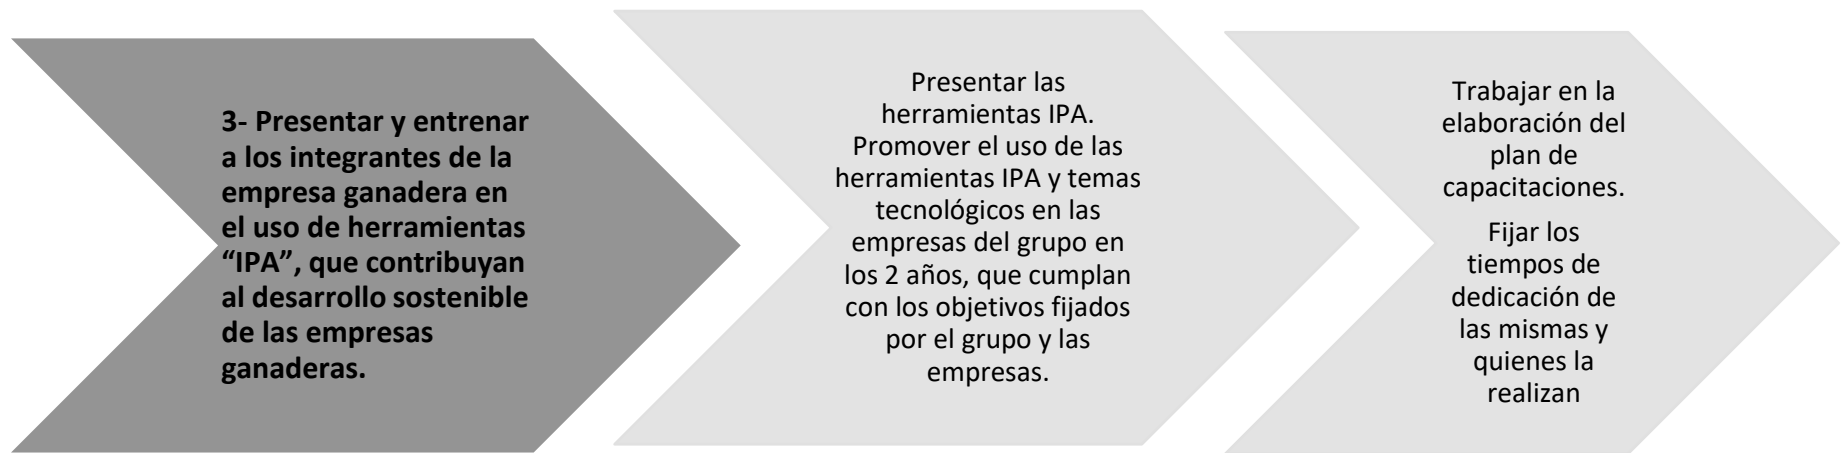 3- Presentar y entrenar
a los integrantes de la
empresa ganadera en
el uso de herramientas
“IPA”, que contribuyan
al desarrollo sostenible
de las empresas
ganaderas.
Presentar las
herramientas IPA.
Promover el uso de las
herramientas IPA y temas
tecnológicos en las
empresas del grupo en
los 2 años, que cumplan
con los objetivos fijados
por el grupo y las
empresas.
Trabajar en la
elaboración del
plan de
capacitaciones.
Fijar los
tiempos de
dedicación de
las mismas y
quienes la
realizan